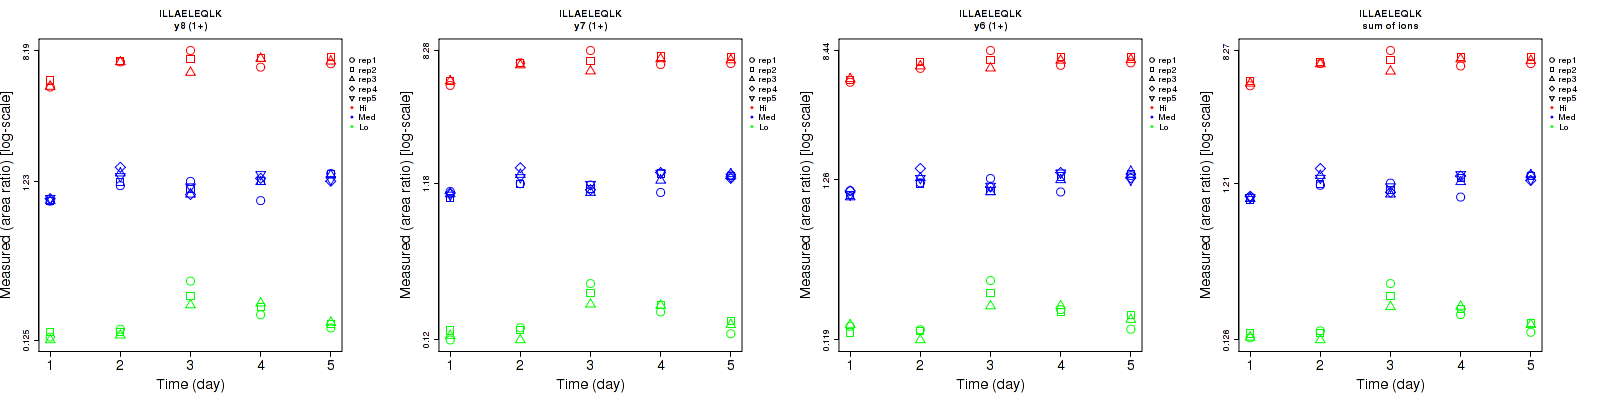 ILLAELEQLK
y8 (1+)
Measured (area ratio) [log-scale]
8.19
1.23
0.125
1 2 3 4 5
Time (day)
rep1
rep2
rep3
rep4
rep5
Hi
Med
Lo
ILLAELEQLK
y7 (1+)
Measured (area ratio) [log-scale]
8.28
1.18
0.12
1 2 3 4 5
Time (day)
rep1
rep2
rep3
rep4
rep5
Hi
Med
Lo
ILLAELEQLK
y6 (1+)
Measured (area ratio) [log-scale]
8.44
1.26
0.119
1 2 3 4 5
Time (day)
rep1
rep2
rep3
rep4
rep5
Hi
Med
Lo
ILLAELEQLK
sum of ions
Measured (area ratio) [log-scale]
8.27
1.21
0.126
1 2 3 4 5
Time (day)
rep1
rep2
rep3
rep4
rep5
Hi
Med
Lo